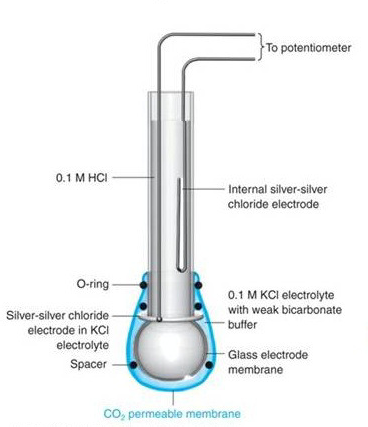 To potentiometer
0.1 M HCl
Internal silver-silver
chloride electrode
O-ring
0.1 M KCl electrolyte
with weak bicarbonate
buffer
Silver-silver chloride
electrode in KCl
electrolyte
Spacer
Glass electrode
membrane
CO₂ permeable membrane